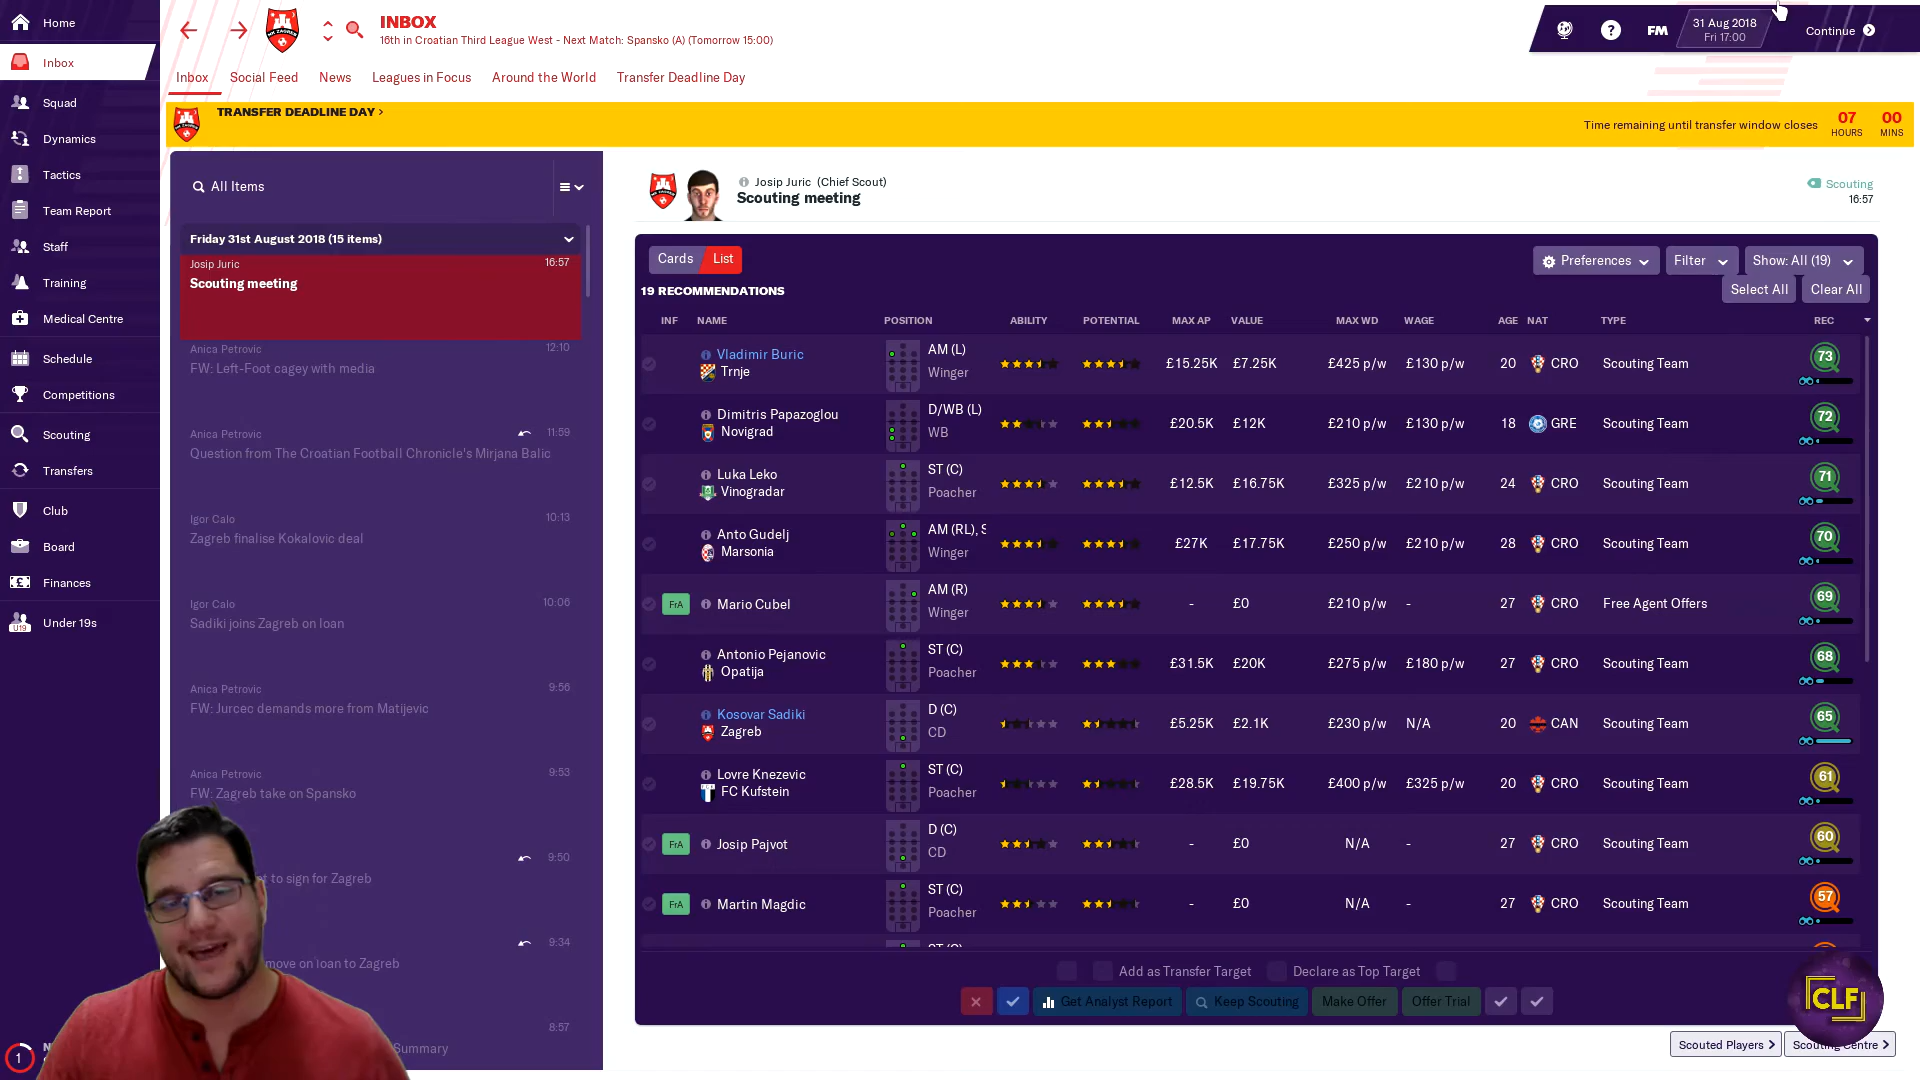 Home
Inbox
Squad
Dynamics
Tactics
Team Report
Staff
Training
Medical Centre
Schedule
Competitions
Scouting
Transfers
Club
Board
Finances
U19
Under 19s
1
INBOX
16th in Croatian Third League West - Next Match: Spansko (A) (Tomorrow 15:00)
? FM 31 Aug 2018
Fri 17:00
Continue
Inbox Social Feed News Leagues in Focus Around the World Transfer Deadline Day
TRANSFER DEADLINE DAY >
Time remaining until transfer window closes 07 HOURS 00 MINS
All Items
Friday 31st August 2018 (15 items)
Josip Juric 16:57
Scouting meeting
Anica Petrovic 12:10
FW: Left-Foot cagey with media
Anica Petrovic 11:59
Question from The Croatian Football Chronicle's Mirjana Balic
Igor Calo 10:13
Zagreb finalise Kokalovic deal
Igor Calo 10:06
Sadiki joins Zagreb on loan
Anica Petrovic 9:56
FW: Jurcec demands more from Matijevic
Anica Petrovic 9:53
FW: Zagreb take on Spansko
9:50
to sign for Zagreb
9:34
move on loan to Zagreb
8:57
Summary
Josip Juric (Chief Scout)
Scouting meeting
Scouting
16:57
Cards List
Preferences Filter Show: All (19)
19 RECOMMENDATIONS
Select All Clear All
INF NAME POSITION ABILITY POTENTIAL MAX AP VALUE MAX WD WAGE AGE NAT TYPE REC
Vladimir Buric AM (L)
Trnje Winger £15.25K £7.25K £425 p/w £130 p/w 20 CRO Scouting Team 73
Dimitris Papazoglou D/WB (L)
Novigrad WB £20.5K £12K £210 p/w £130 p/w 18 GRE Scouting Team 72
Luka Leko ST (C)
Vinogradar Poacher £12.5K £16.75K £325 p/w £210 p/w 24 CRO Scouting Team 71
Anto Gudelj AM (RL), S
Marsonia Winger £27K £17.75K £250 p/w £210 p/w 28 CRO Scouting Team 70
AM (R)
FrA Mario Cubel Winger - £0 £210 p/w - 27 CRO Free Agent Offers 69
Antonio Pejanovic ST (C)
Opatija Poacher £31.5K £20K £275 p/w £180 p/w 27 CRO Scouting Team 68
Kosovar Sadiki D (C)
Zagreb CD £5.25K £2.1K £230 p/w N/A 20 CAN Scouting Team 65
Lovre Knezevic ST (C)
FC Kufstein Poacher £28.5K £19.75K £400 p/w £325 p/w 20 CRO Scouting Team 61
D (C)
FrA Josip Pajvot CD - £0 N/A - 27 CRO Scouting Team 60
ST (C)
FrA Martin Magdic Poacher - £0 N/A - 27 CRO Scouting Team 57
Add as Transfer Target Declare as Top Target
Get Analyst Report Keep Scouting Make Offer Offer Trial
CLF
Scouted Players > Scouting Centre >